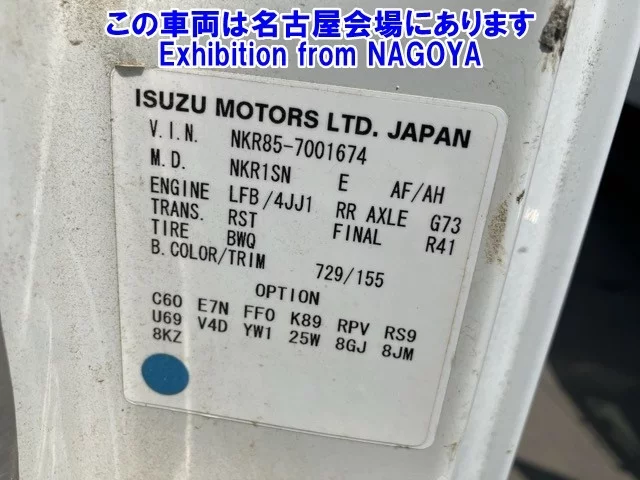 この車両は名古屋会場にあります
Exhibition from NAGOYA
ISUZU MOTORS LTD. JAPAN
V.I.N. NKR85-7001674
M.D. NKR1SN E AF/AH
ENGINE LFB/4JJ1 RR AXLE G73
TRANS. RST FINAL R41
TIRE BWQ
B.COLOR/TRIM 729/155
OPTION
C60 E7N FF0 K89 RPV RS9
U69 V4D YW1 25W 8GJ 8JM
8KZ